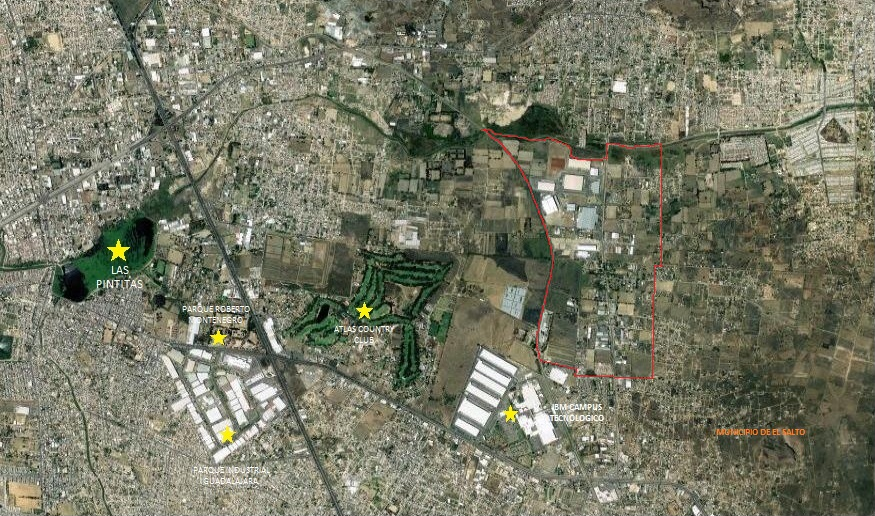 LAS
PINTITAS
PARQUE ROBERTO
MONTENEGRO
ATLAS COUNTRY
CLUB
IBM CAMPUS
TECNOLOGICO
MUNICIPIO DE EL SALTO
PARQUE INDUSTRIAL
GUADALAJARA